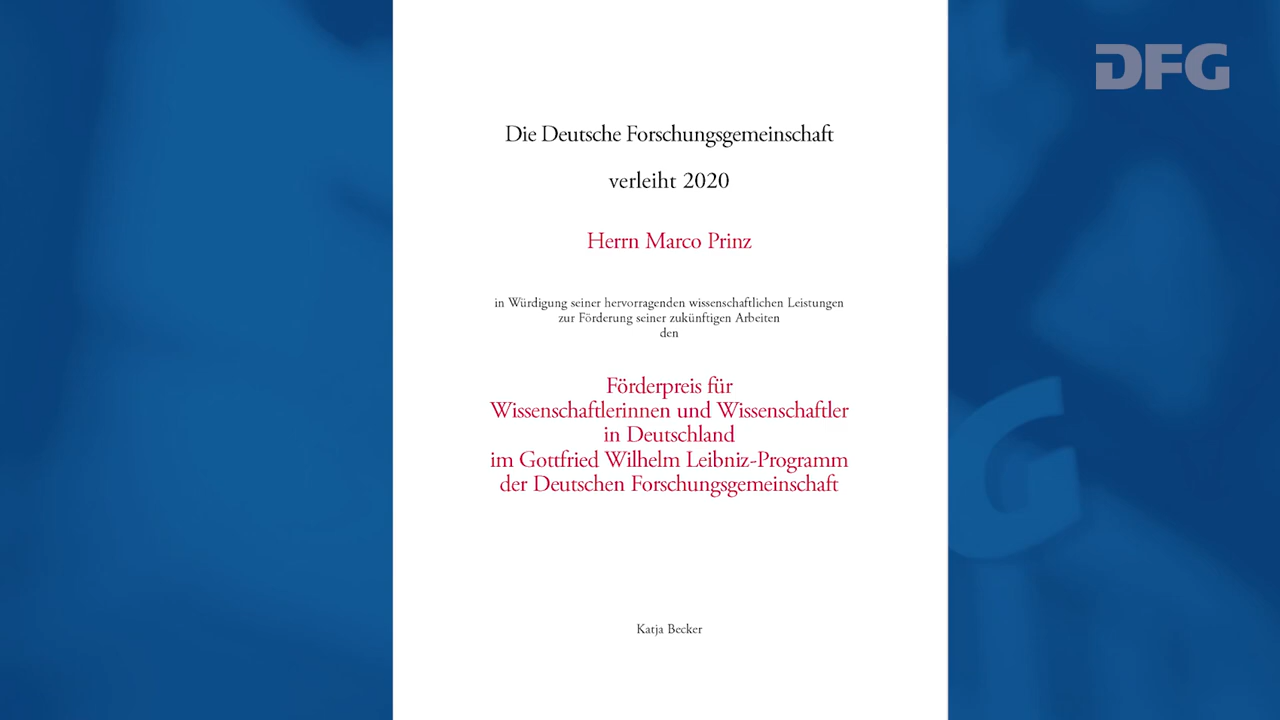 DFG
Die Deutsche Forschungsgemeinschaft
verleiht 2020
Herrn Marco Prinz
in Würdigung seiner hervorragenden wissenschaftlichen Leistungen
zur Förderung seiner zukünftigen Arbeiten
den
Förderpreis für
Wissenschaftlerinnen und Wissenschaftler
in Deutschland
im Gottfried Wilhelm Leibniz-Programm
der Deutschen Forschungsgemeinschaft
G
Katja Becker